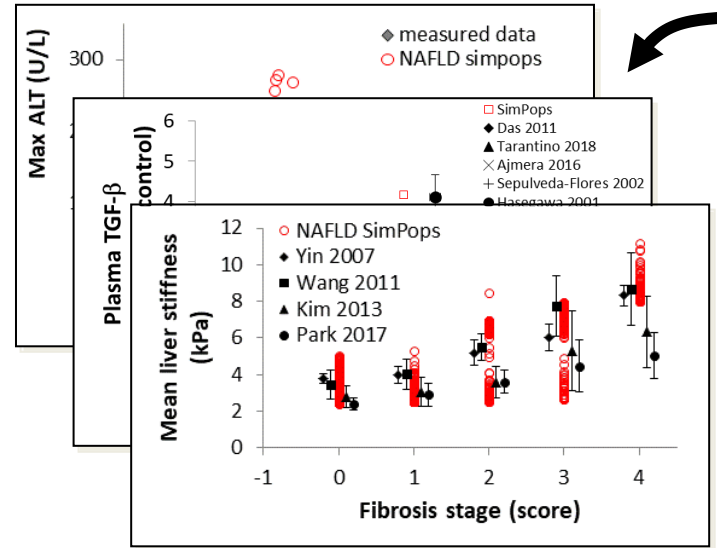 Max ALT (U/L)
300
measured data
NAFLD simpops
Plasma TGF-β
control)
6
5
4
SimPops
Das 2011
Tarantino 2018
Ajmera 2016
Sepulveda-Flores 2002
Hasegawa 2001
Mean liver stiffness
(kPa)
12
10
8
6
4
2
0
NAFLD SimPops
Yin 2007
Wang 2011
Kim 2013
Park 2017
-1
0
1
2
3
4
Fibrosis stage (score)